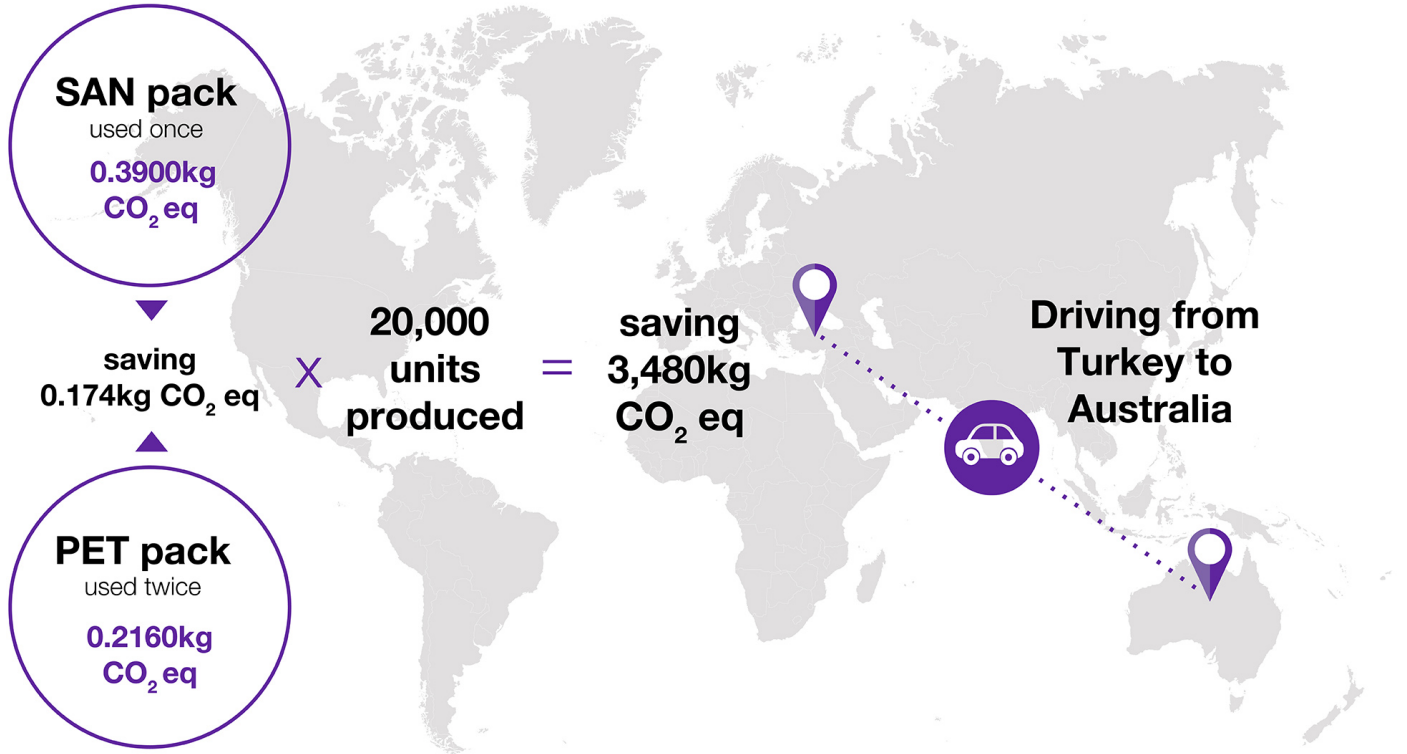 SAN pack
used once
0.3900kg
CO₂ eq
saving
0.174kg CO₂ eq
PET pack
used twice
0.2160kg
CO₂ eq
X
20,000
units
produced
=
saving
3,480kg
CO₂ eq
Driving from
Turkey to
Australia